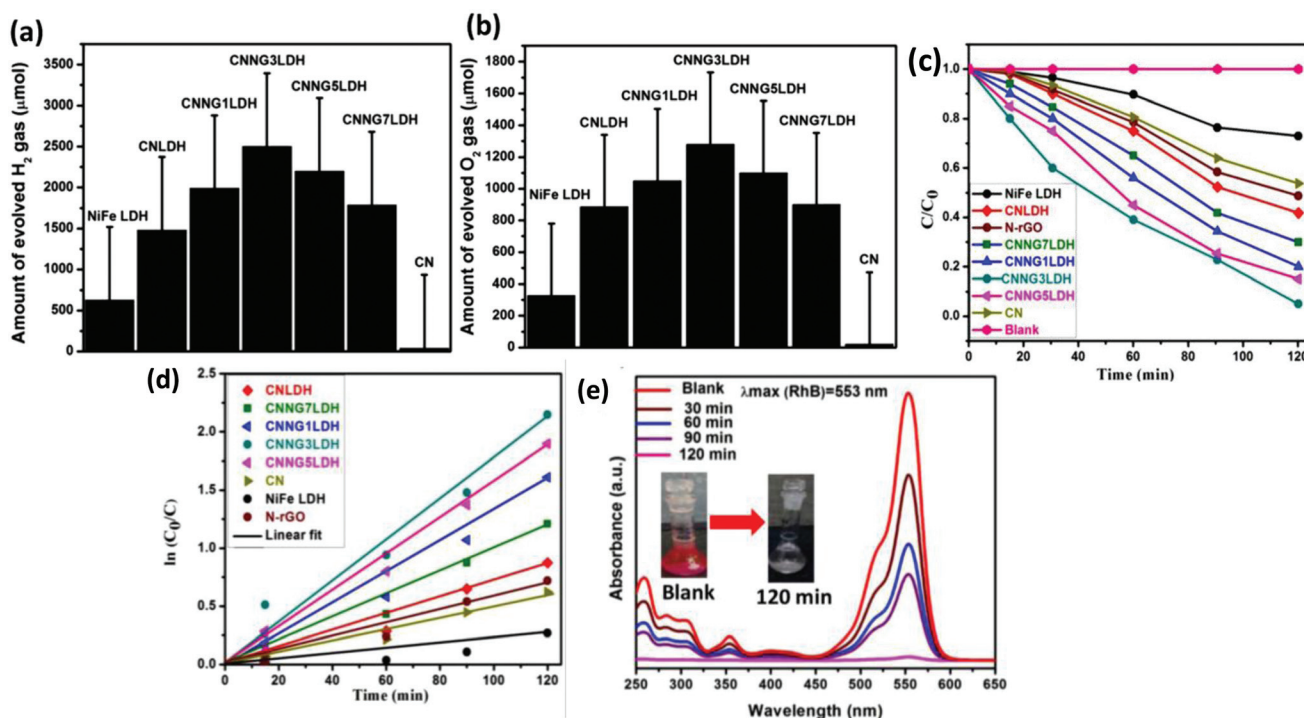 (a)
Amount of evolved H2 gas (μmol)
3500
3000
2500
2000
1500
1000
500
0
NiFe LDH
CNLDH
CNNG1LDH
CNNG3LDH
CNNG5LDH
CNNG7LDH
CN
(b)
Amount of evolved O2 gas (μmol)
1800
1600
1400
1200
1000
800
600
400
200
0
NiFe LDH
CNLDH
CNNG1LDH
CNNG3LDH
CNNG5LDH
CNNG7LDH
CN
(c)
C/C0
1.0
0.8
0.6
0.4
0.2
0.0
NiFe LDH
CNLDH
N-rGO
CNNG7LDH
CNNG1LDH
CNNG3LDH
CNNG5LDH
CN
Blank
0 20 40 60 80 100 120
Time (min)
(d)
ln (C0/C)
2.5
2.0
1.5
1.0
0.5
0.0
CNLDH
CNNG7LDH
CNNG1LDH
CNNG3LDH
CNNG5LDH
CN
NiFe LDH
N-rGO
Linear fit
0 20 40 60 80 100 120
Time (min)
(e)
Absorbance (a.u.)
Blank
30 min
60 min
90 min
120 min
λmax (RhB)=553 nm
Blank
120 min
250 300 350 400 450 500 550 600 650
Wavelength (nm)